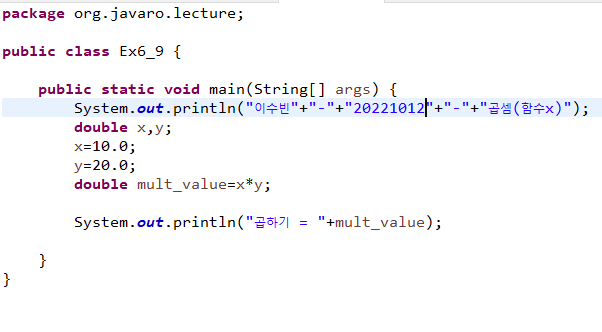 package org.javaro.lecture;
public class Ex6_9 {
public static void main(String[] args) {
System.out.println("이수빈"+"-"+"20221012"+"-"+"곱셈(함수x)");
double x,y;
x=10.0;
y=20.0;
double mult_value=x*y;
System.out.println("곱하기 = "+mult_value);
}
}